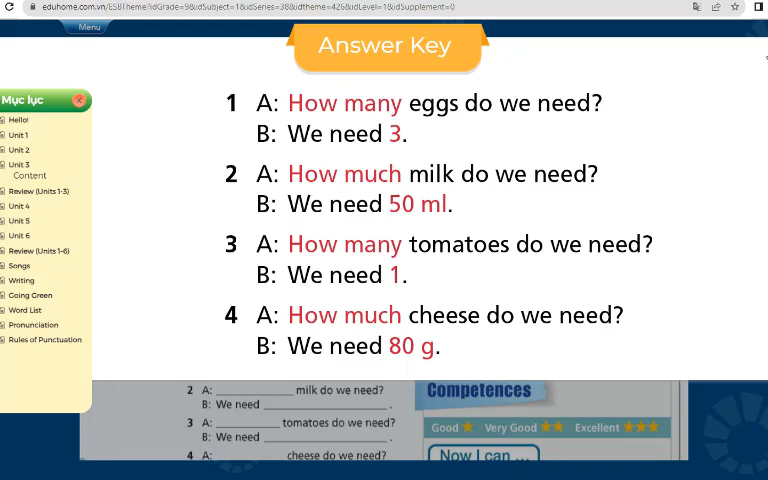 eduhome.com.vn/ESBTheme?idGrade=9&idSubject=1&idSeries=38&idtheme=426&idLevel=1&idSupplement=0
Menu
Answer Key
Mục lục
Hello!
Unit 1
Unit 2
Unit 3
Content
Review (Units 1-3)
Unit 4
Unit 5
Unit 6
Review (Units 1-6)
Songs
Writing
Going Green
Word List
Pronunciation
Rules of Punctuation
1 A: How many eggs do we need?
B: We need 3.
2 A: How much milk do we need?
B: We need 50 ml.
3 A: How many tomatoes do we need?
B: We need 1.
4 A: How much cheese do we need?
B: We need 80 g.
2 A: ____________ milk do we need?
B: We need ____________________ .
3 A: __________ tomatoes do we need?
B: We need ____________________ .
4 A: ____________ cheese do we need?
Competences
Good Very Good Excellent
Now I can ...